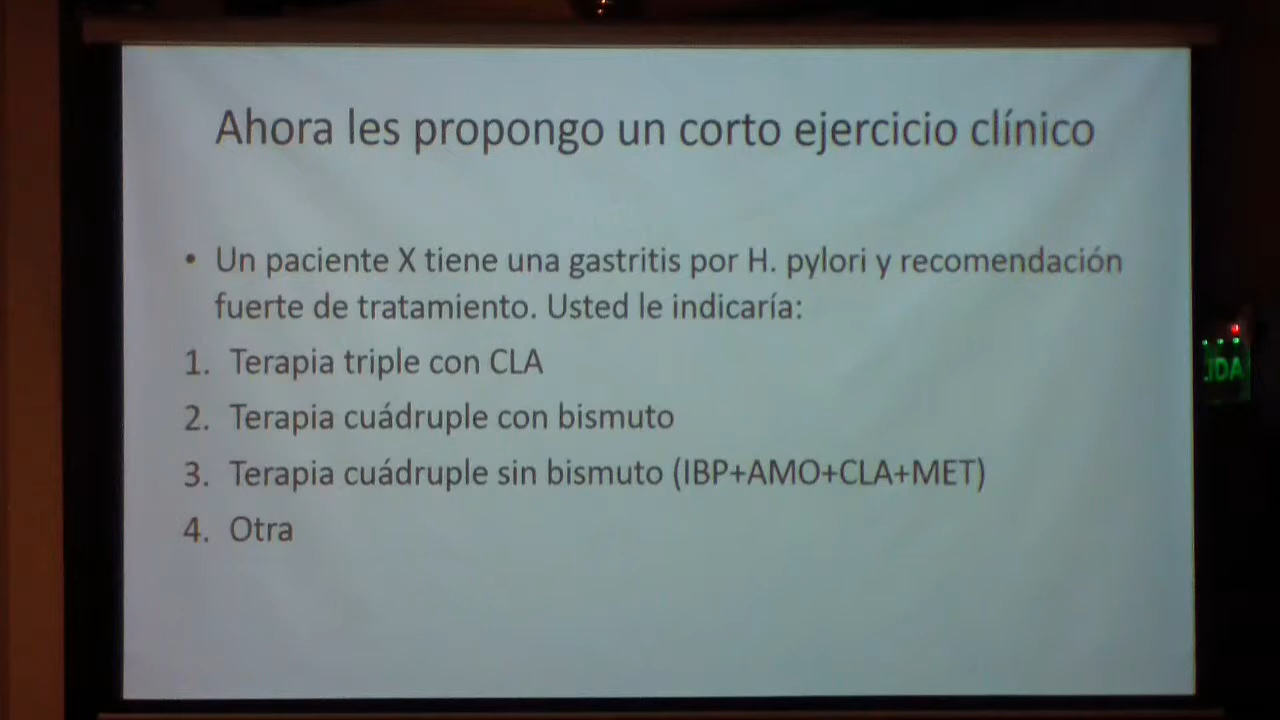 Ahora les propongo un corto ejercicio clínico
• Un paciente X tiene una gastritis por H. pylori y recomendación
fuerte de tratamiento. Usted le indicaría:
1. Terapia triple con CLA
2. Terapia cuádruple con bismuto
3. Terapia cuádruple sin bismuto (IBP+AMO+CLA+MET)
4. Otra